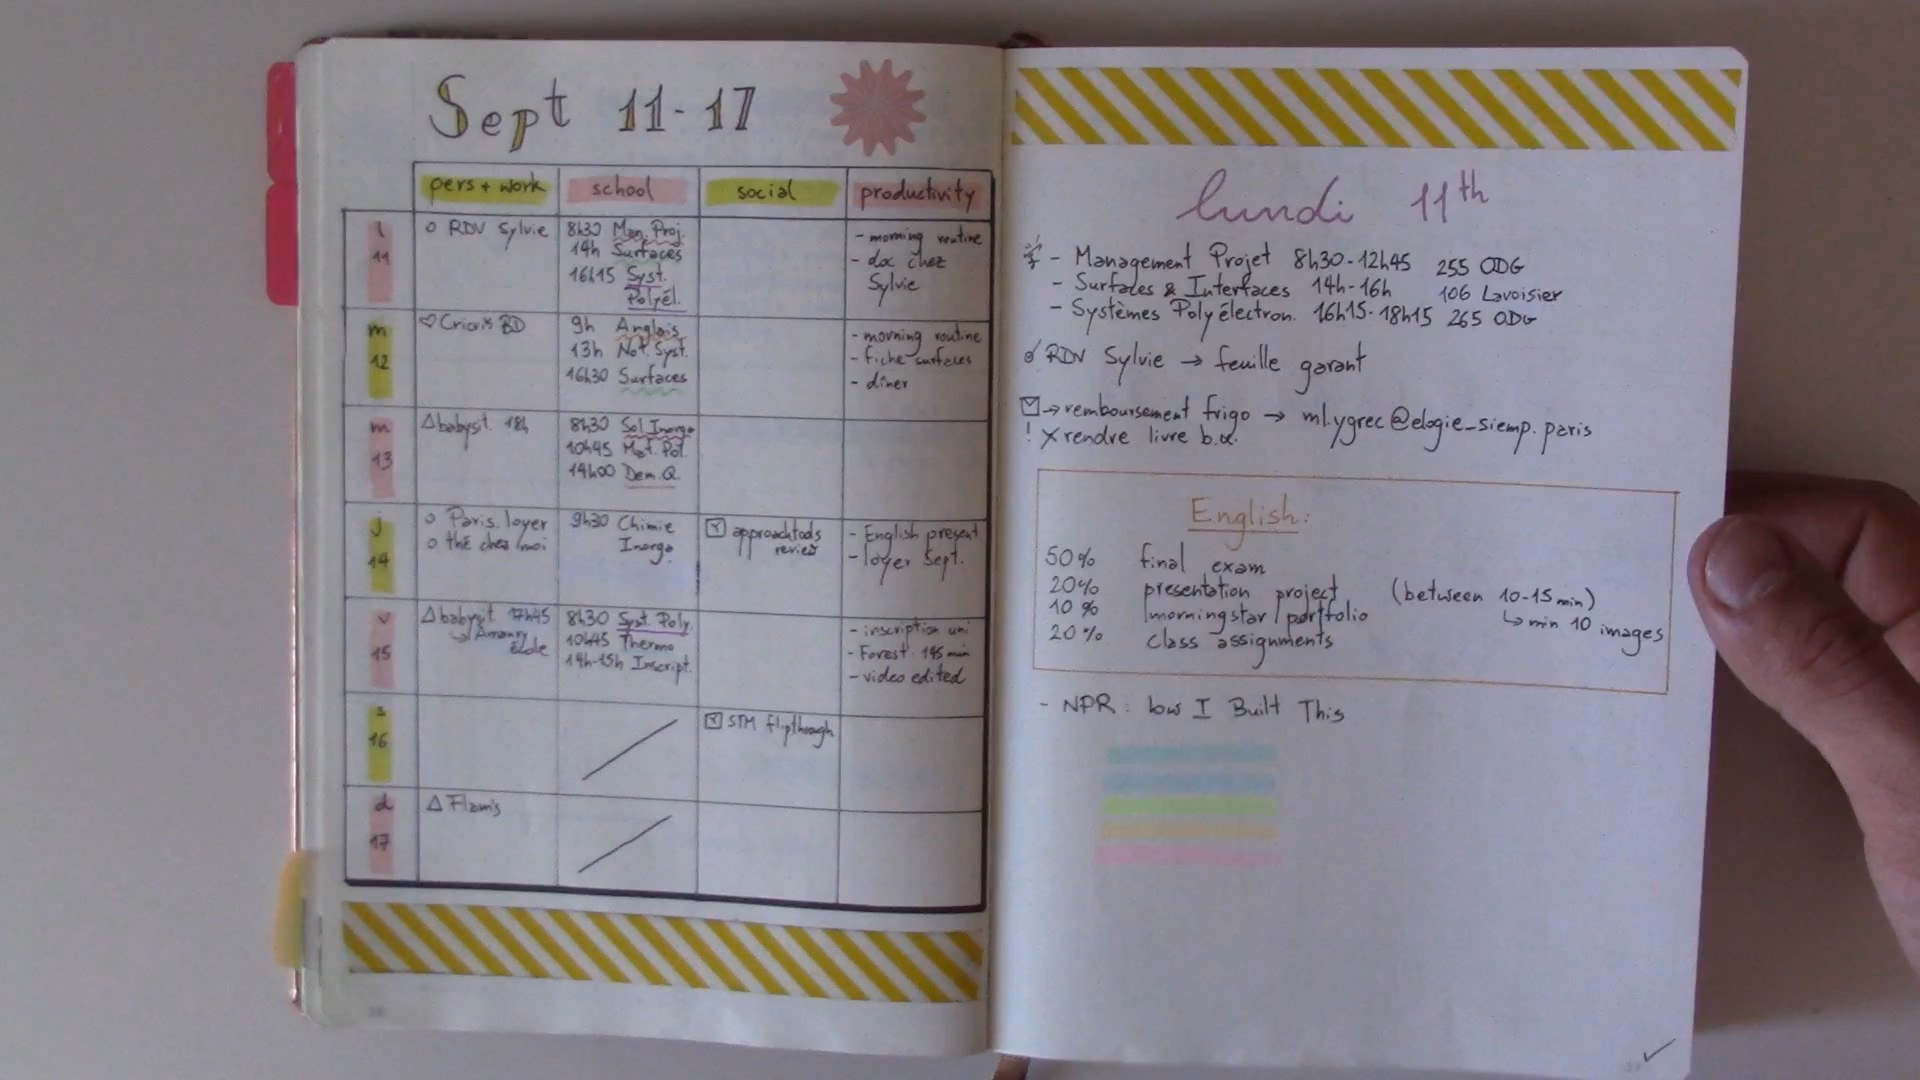 Sept 11-17
pers + work school social productivity
l
11
o RDV Sylvie
8h30 Man. Proj.
14h Surfaces
16h15 Syst.
Polyél.
- morning routine
- doc chez
Sylvie
m
12
♡ Cricri's BD
9h Anglais
13h Not. Syst.
16h30 Surfaces
- morning routine
- fiche surfaces
- dîner
m
13
Δ babysit. 18h
8h30 Sol. Inorga
10h45 Mat. Pol.
14h00 Dem. Q.
j
14
o Paris. loyer
o thé chez moi
9h30 Chimie
Inorga.
approachtods
review
- English present.
- loyer Sept.
v
15
Δ babysit. 17h45
↳ Amaury
8h30 Syst. Poly.
10h45 Thermo
14h-15h Inscript.
- inscription uni
- Forest. 145 min
- video edited
s
16
STM flipthough
d
17
Δ Flam's
lundi 11th
- Management Projet 8h30-12h45 255 ODG
- Surfaces & Interfaces 14h-16h 106 Lavoisier
- Systèmes Polyélectron. 16h15-18h15 265 ODG
RDV Sylvie → feuille garant
→ remboursement frigo → ml.ygrec@elogie_siemp.paris
! X rendre livre b.u.
English:
50% final exam
20% presentation project (between 10-15 min)
10% morningstar portfolio ↳ min 10 images
20% class assignments
- NPR: how I Built This